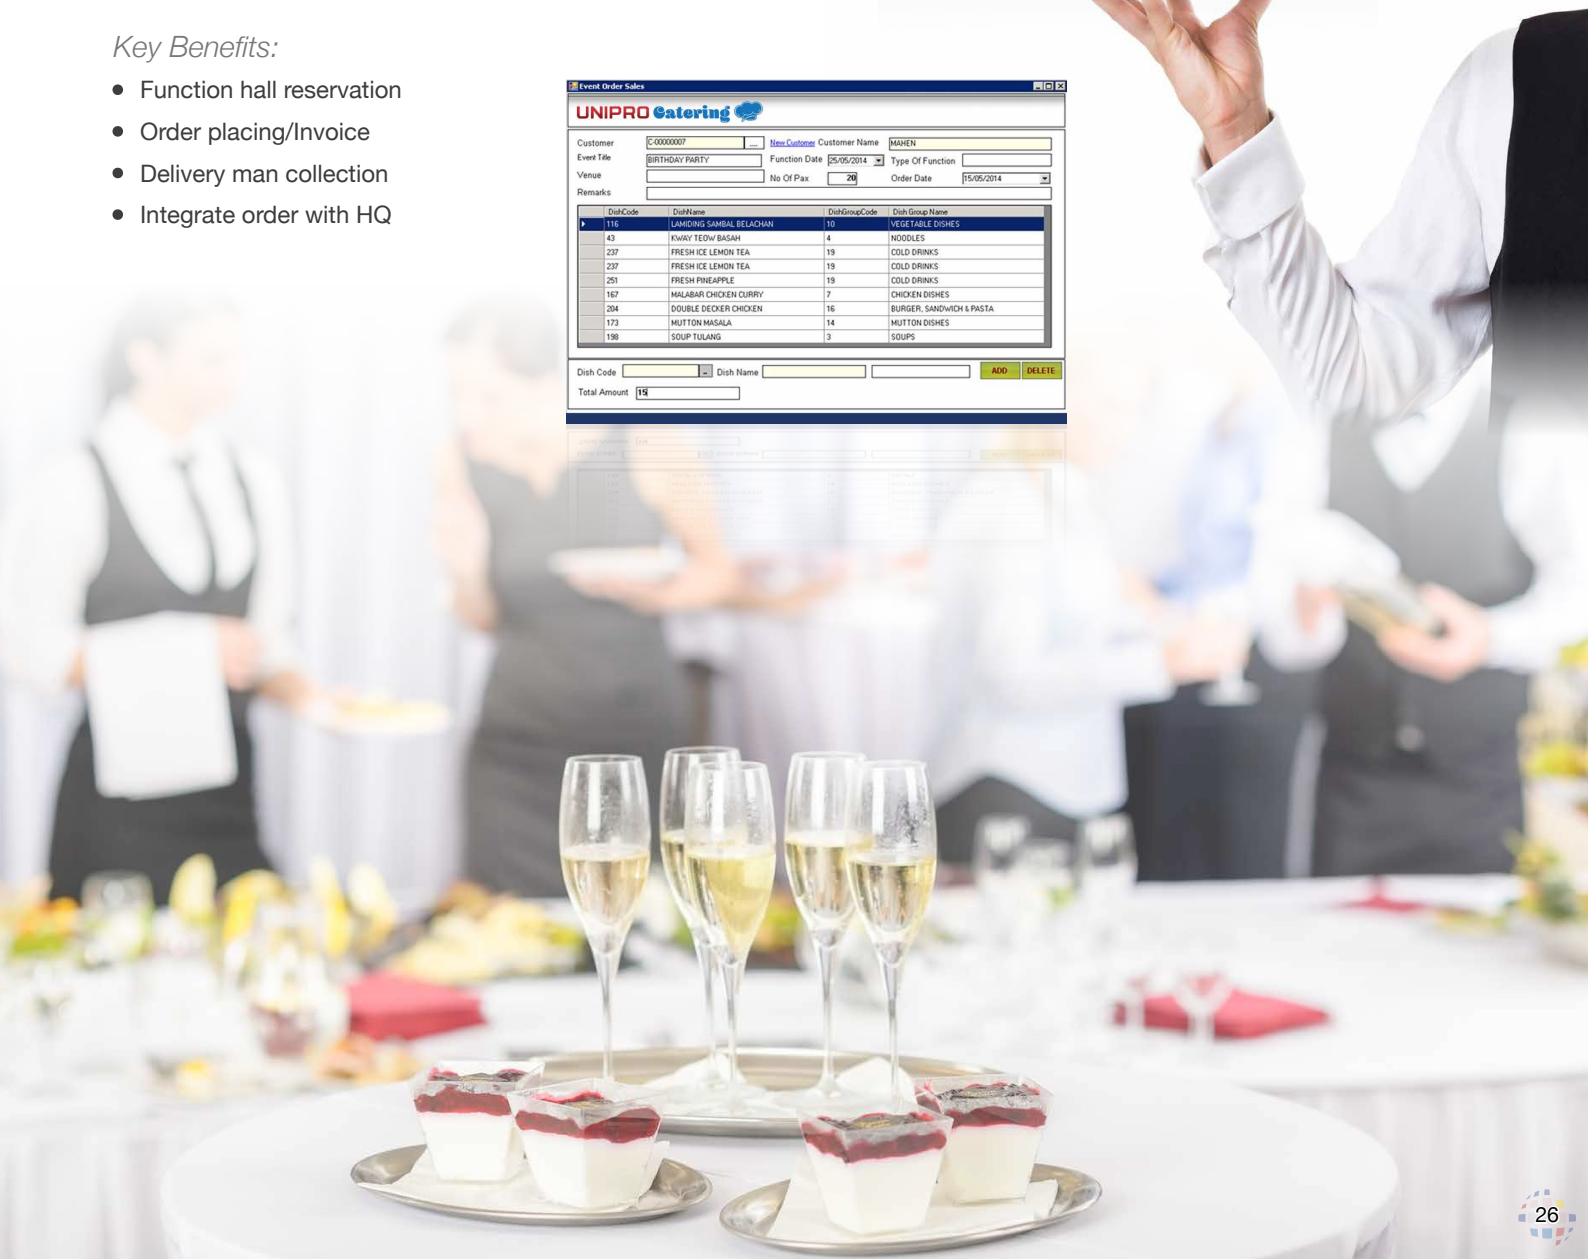 Key Benefits:
• Function hall reservation
• Order placing/Invoice
• Delivery man collection
• Integrate order with HQ
Event Order Sales
UNIPRO Catering
Customer C-00000007 ... New Customer Customer Name MAHEN
Event Title BIRTHDAY PARTY Function Date 25/05/2014 Type Of Function
Venue No Of Pax 20 Order Date 15/05/2014
Remarks
DishCode DishName DishGroupCode Dish Group Name
116 LAMIDING SAMBAL BELACHAN 10 VEGETABLE DISHES
43 KWAY TEOW BASAH 4 NOODLES
237 FRESH ICE LEMON TEA 19 COLD DRINKS
237 FRESH ICE LEMON TEA 19 COLD DRINKS
251 FRESH PINEAPPLE 19 COLD DRINKS
167 MALABAR CHICKEN CURRY 7 CHICKEN DISHES
204 DOUBLE DECKER CHICKEN 16 BURGER, SANDWICH & PASTA
173 MUTTON MASALA 14 MUTTON DISHES
198 SOUP TULANG 3 SOUPS
Dish Code .. Dish Name ADD DELETE
Total Amount 15
26